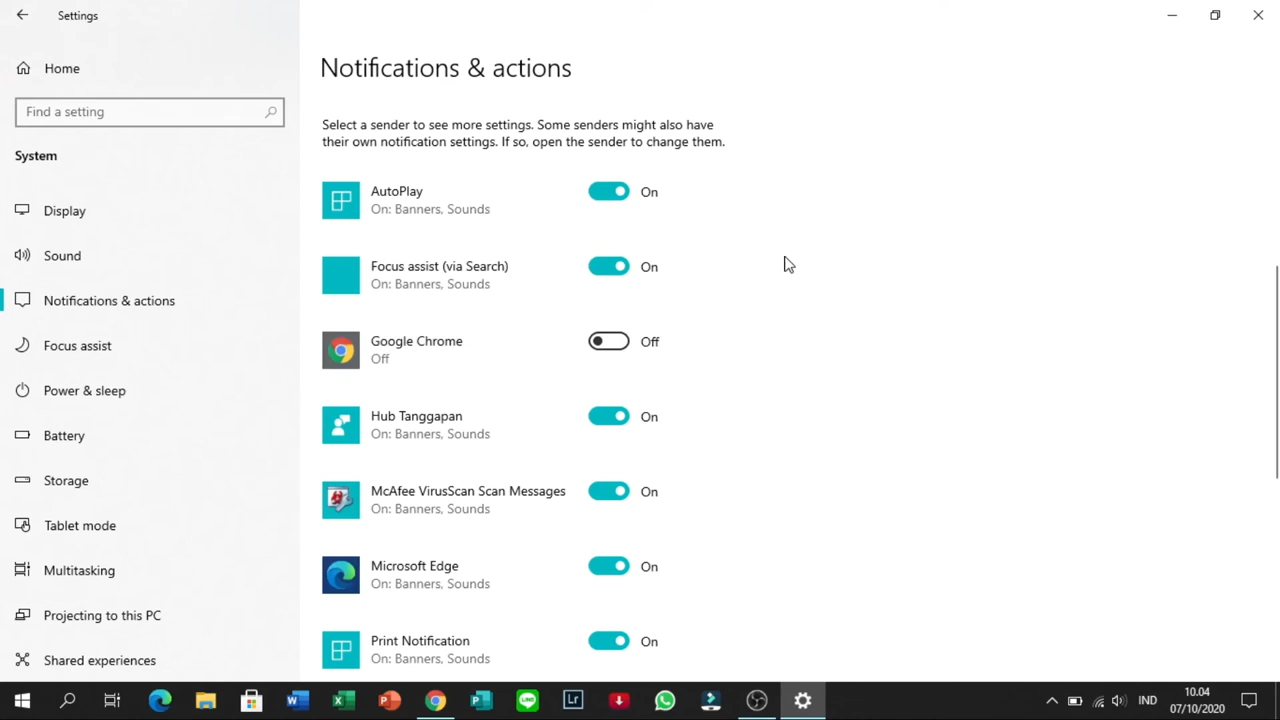 Settings
Home
Find a setting
System
Display
Sound
Notifications & actions
Focus assist
Power & sleep
Battery
Storage
Tablet mode
Multitasking
Projecting to this PC
Shared experiences
Notifications & actions
Select a sender to see more settings. Some senders might also have
their own notification settings. If so, open the sender to change them.
AutoPlay
On: Banners, Sounds
On
Focus assist (via Search)
On: Banners, Sounds
On
Google Chrome
Off
Off
Hub Tanggapan
On: Banners, Sounds
On
McAfee VirusScan Scan Messages
On: Banners, Sounds
On
Microsoft Edge
On: Banners, Sounds
On
Print Notification
On: Banners, Sounds
On
W
X
P
P
LINE
Lr
IND
10.04
07/10/2020